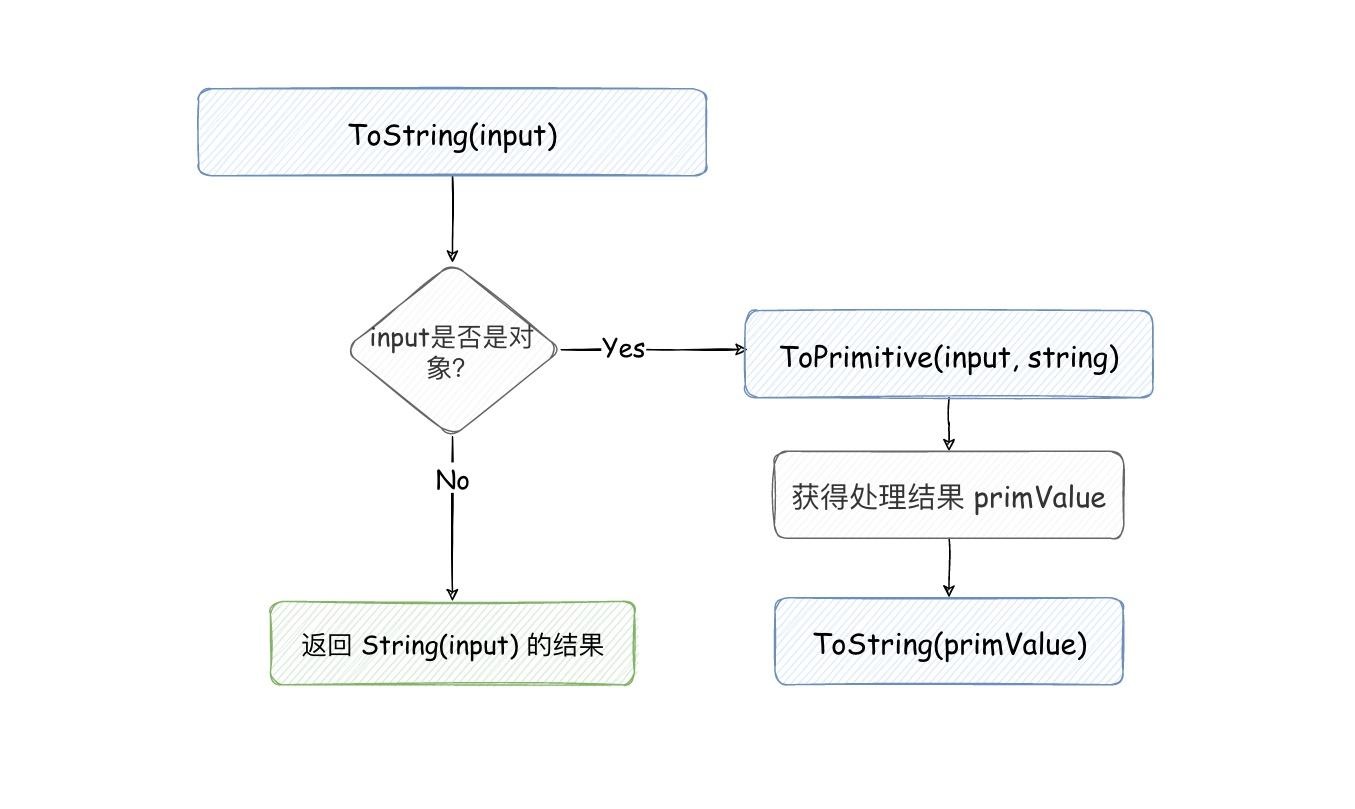 ToString(input)
input是否是对
象?
Yes
ToPrimitive(input, string)
No
获得处理结果 primValue
返回 String(input) 的结果
ToString(primValue)